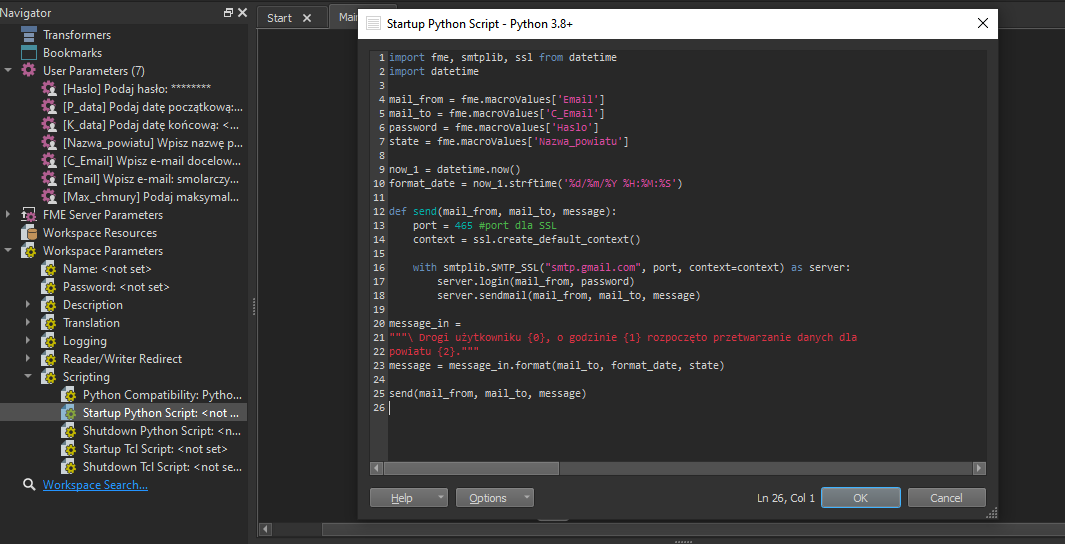 Navigator
Transformers
Bookmarks
User Parameters (7)
[Haslo] Podaj hasło: ********
[P_data] Podaj datę początkową:...
[K_data] Podaj datę końcową: <...
[Nazwa_powiatu] Wpisz nazwę p...
[C_Email] Wpisz e-mail docelow...
[Email] Wpisz e-mail: smolarczy...
[Max_chmury] Podaj maksymal...
FME Server Parameters
Workspace Resources
Workspace Parameters
Name: <not set>
Password: <not set>
Description
Translation
Logging
Reader/Writer Redirect
Scripting
Python Compatibility: Pytho...
Startup Python Script: <not ...
Shutdown Python Script: <n...
Startup Tcl Script: <not set>
Shutdown Tcl Script: <not se...
Workspace Search...
Start
Mai
Startup Python Script - Python 3.8+
1 import fme, smtplib, ssl from datetime
2 import datetime
3
4 mail_from = fme.macroValues['Email']
5 mail_to = fme.macroValues['C_Email']
6 password = fme.macroValues['Haslo']
7 state = fme.macroValues['Nazwa_powiatu']
8
9 now_1 = datetime.now()
10 format_date = now_1.strftime('%d/%m/%Y %H:%M:%S')
11
12 def send(mail_from, mail_to, message):
13     port = 465 #port dla SSL
14     context = ssl.create_default_context()
15
16     with smtplib.SMTP_SSL("smtp.gmail.com", port, context=context) as server:
17         server.login(mail_from, password)
18         server.sendmail(mail_from, mail_to, message)
19
20 message_in =
21 """\ Drogi użytkowniku {0}, o godzinie {1} rozpoczęto przetwarzanie danych dla
22 powiatu {2}."""
23 message = message_in.format(mail_to, format_date, state)
24
25 send(mail_from, mail_to, message)
26
Help
Options
Ln 26, Col 1
OK
Cancel